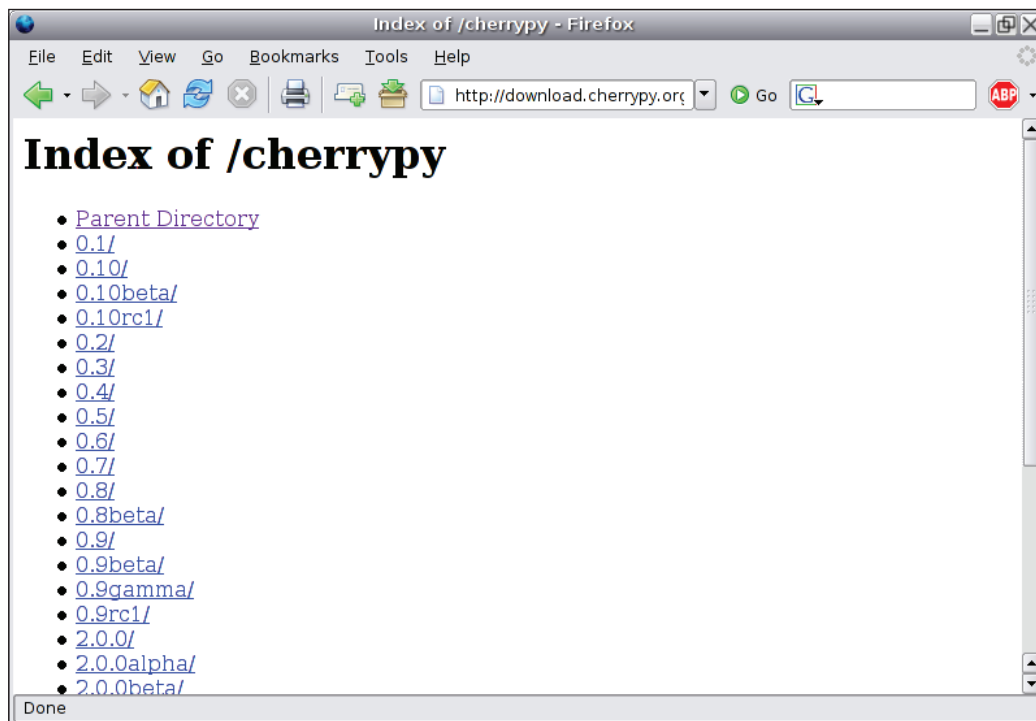 Index of /cherrypy - Firefox
File Edit View Go Bookmarks Tools Help
http://download.cherrypy.org Go G ABP
Index of /cherrypy
Parent Directory
0.1/
0.10/
0.10beta/
0.10rc1/
0.2/
0.3/
0.4/
0.5/
0.6/
0.7/
0.8/
0.8beta/
0.9/
0.9beta/
0.9gamma/
0.9rc1/
2.0.0/
2.0.0alpha/
2.0.0beta/
Done